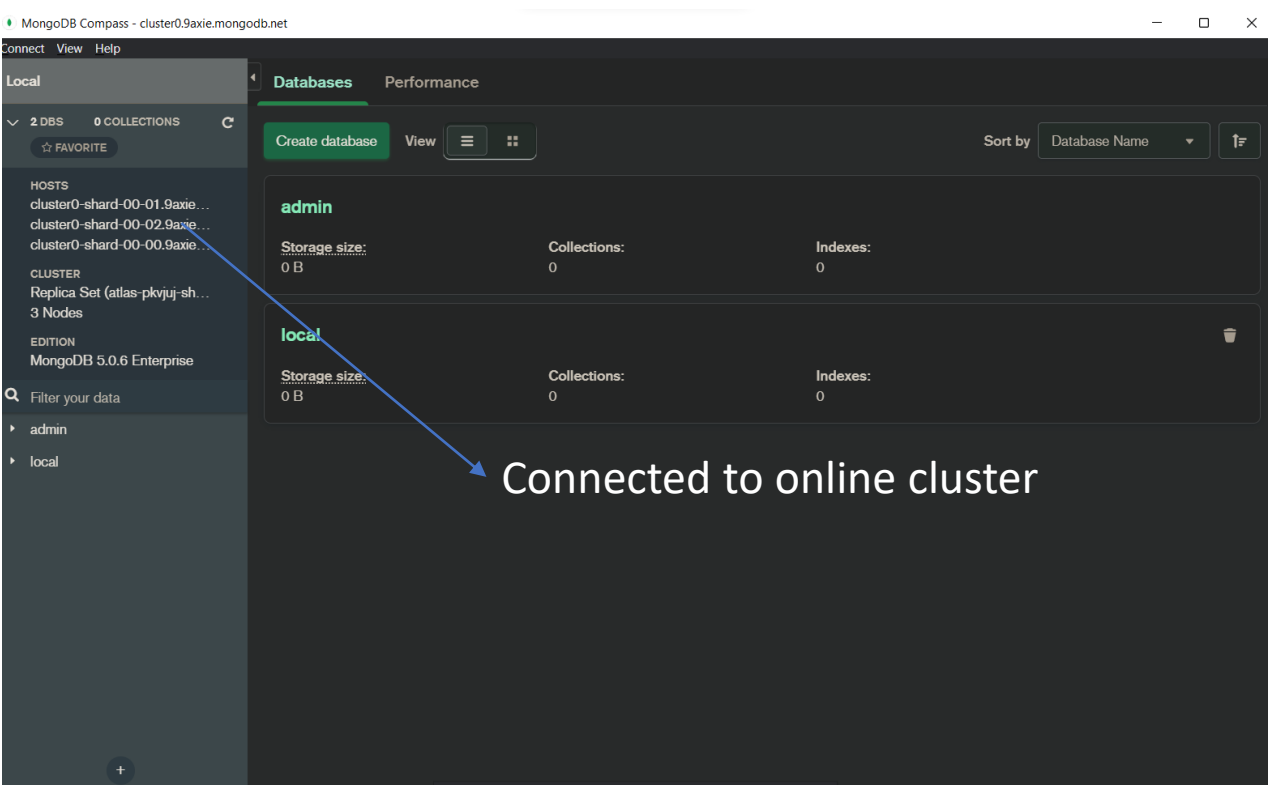 MongoDB Compass - cluster0.9axie.mongodb.net
Connect View Help
Local
2 DBS 0 COLLECTIONS
FAVORITE
HOSTS
cluster0-shard-00-01.9axie...
cluster0-shard-00-02.9axie...
cluster0-shard-00-00.9axie...
CLUSTER
Replica Set (atlas-pkvjuj-sh...
3 Nodes
EDITION
MongoDB 5.0.6 Enterprise
Filter your data
admin
local
Databases Performance
Create database View Sort by Database Name
admin
Storage size: Collections: Indexes:
0 B 0 0
local
Storage size: Collections: Indexes:
0 B 0 0
Connected to online cluster